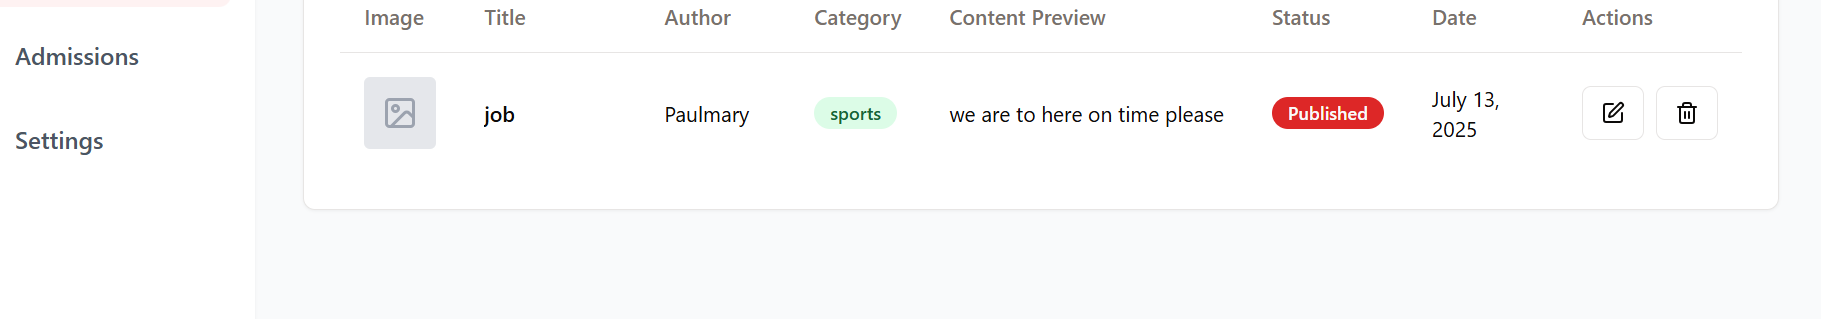 Admissions
Settings
Image Title Author Category Content Preview Status Date Actions
job Paulmary sports we are to here on time please Published July 13,
2025